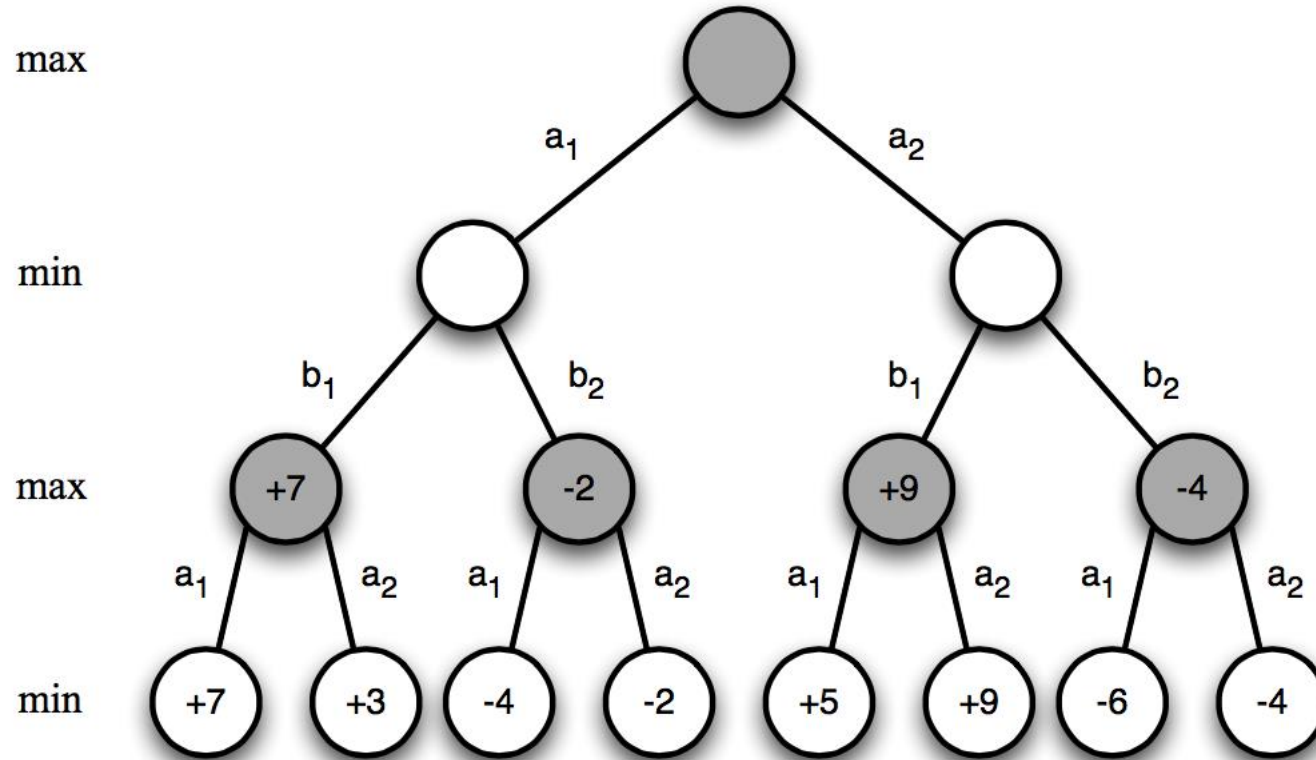 max
a₁ a₂
min
b₁ b₂ b₁ b₂
max +7 -2 +9 -4
a₁ a₂ a₁ a₂ a₁ a₂ a₁ a₂
min +7 +3 -4 -2 +5 +9 -6 -4